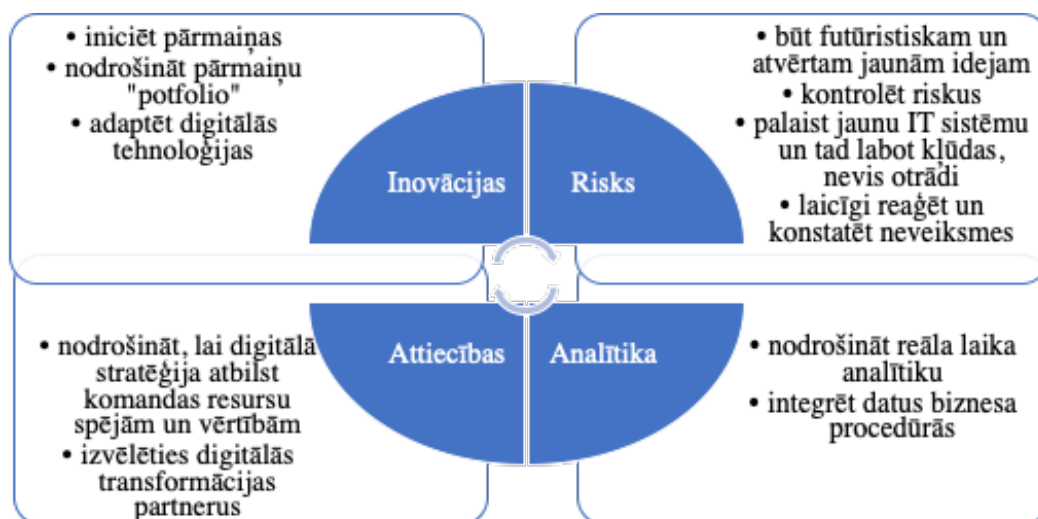 • iniciēt pārmaiņas
• nodrošināt pārmaiņu
"potfolio"
• adaptēt digitālās
tehnoloģijas
• būt futūristiskam un
atvērtam jaunām idejam
• kontrolēt riskus
• palaist jaunu IT sistēmu
un tad labot kļūdas,
nevis otrādi
• laicīgi reaģēt un
konstatēt neveiksmes
Inovācijas
Risks
Attiecības
Analītika
• nodrošināt, lai digitālā
stratēģija atbilst
komandas resursu
spējām un vērtībām
• izvēlēties digitālās
transformācijas
partnerus
• nodrošināt reāla laika
analītiku
• integrēt datus biznesa
procedūrās